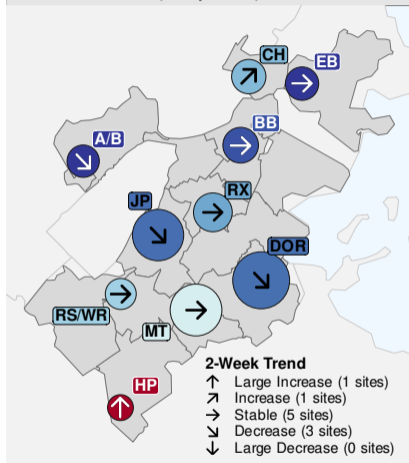 CH
EB
A/B
BB
JP
RX
DOR
RS/WR
MT
HP
2-Week Trend
↑ Large Increase (1 sites)
↗ Increase (1 sites)
→ Stable (5 sites)
↘ Decrease (3 sites)
↓ Large Decrease (0 sites)